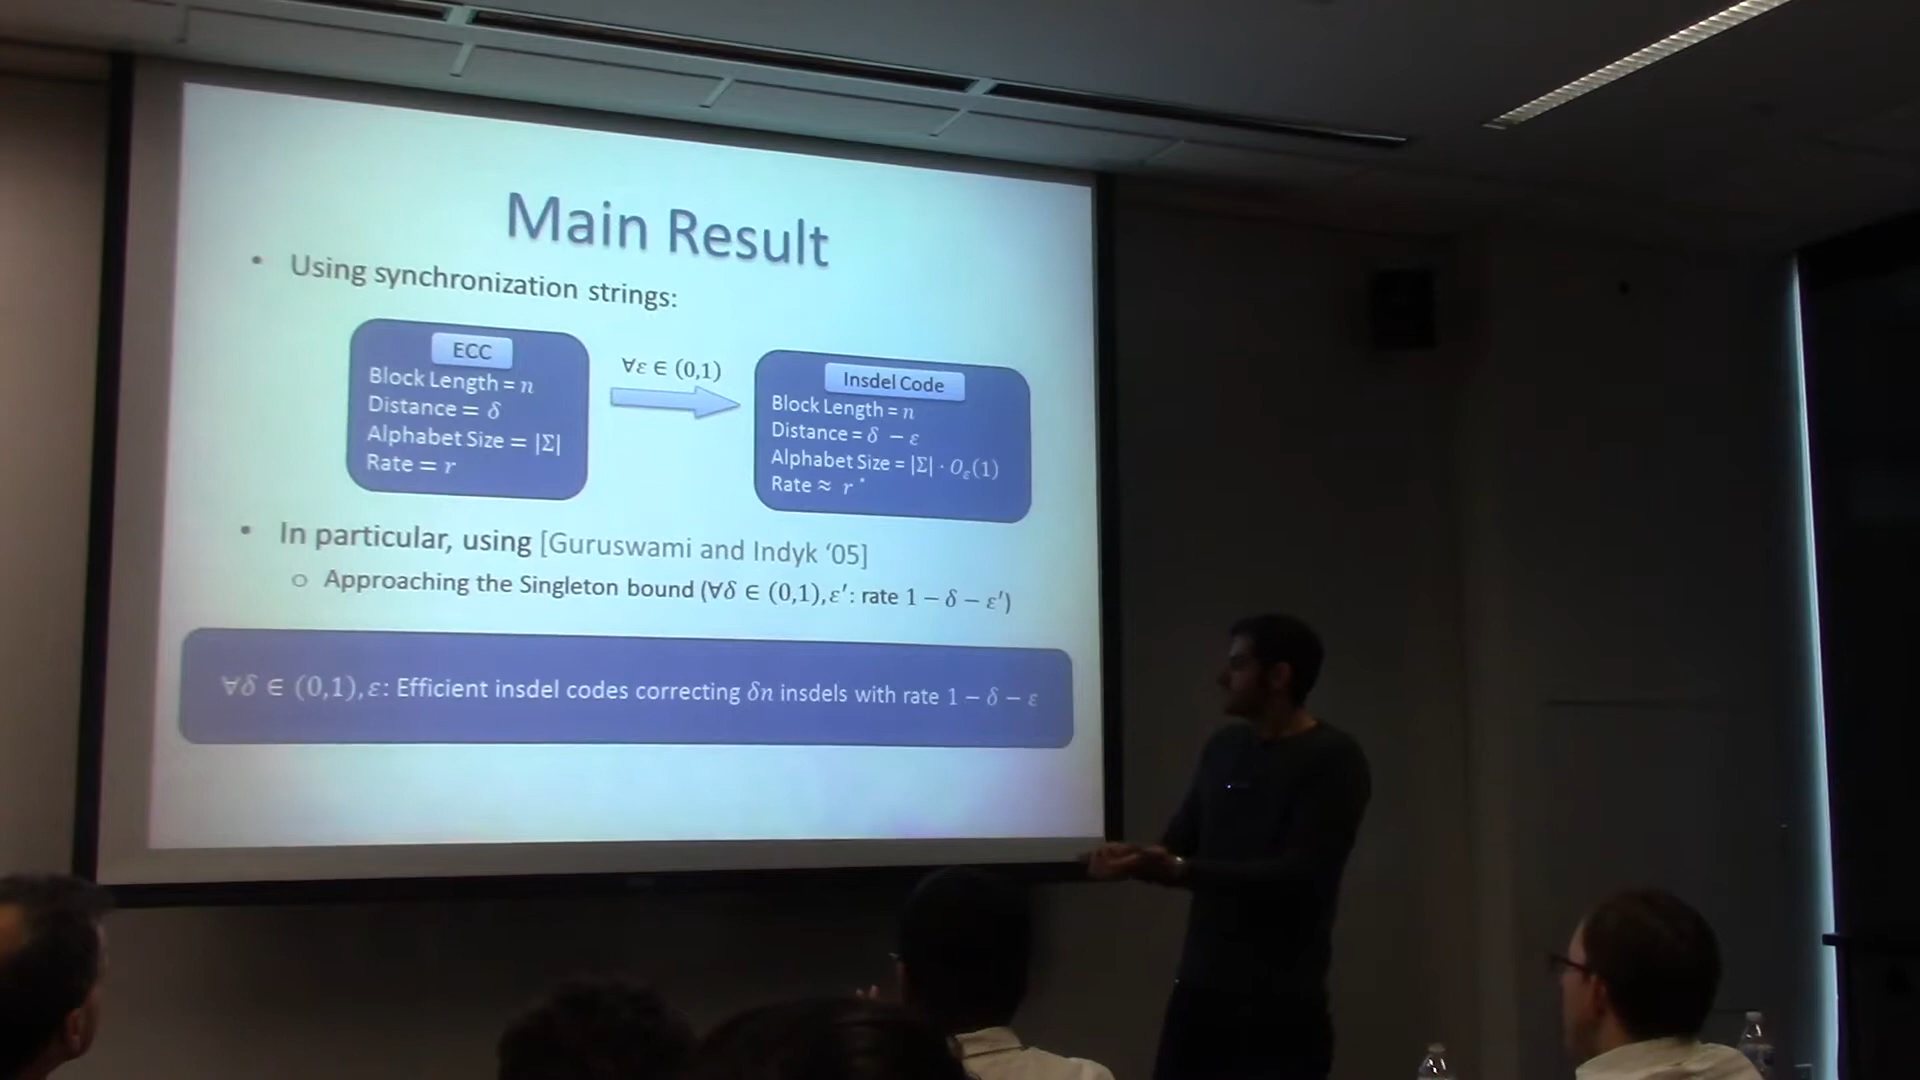 Main Result
• Using synchronization strings:
ECC
Block Length = n
Distance = δ
Alphabet Size = |Σ|
Rate = r
∀ε ∈ (0,1)
Insdel Code
Block Length = n
Distance = δ − ε
Alphabet Size = |Σ| · Oε(1)
Rate ≈ r *
• In particular, using [Guruswami and Indyk ‘05]
○ Approaching the Singleton bound (∀δ ∈ (0,1), ε′: rate 1 − δ − ε′)
∀δ ∈ (0,1), ε: Efficient insdel codes correcting δn insdels with rate 1 − δ − ε